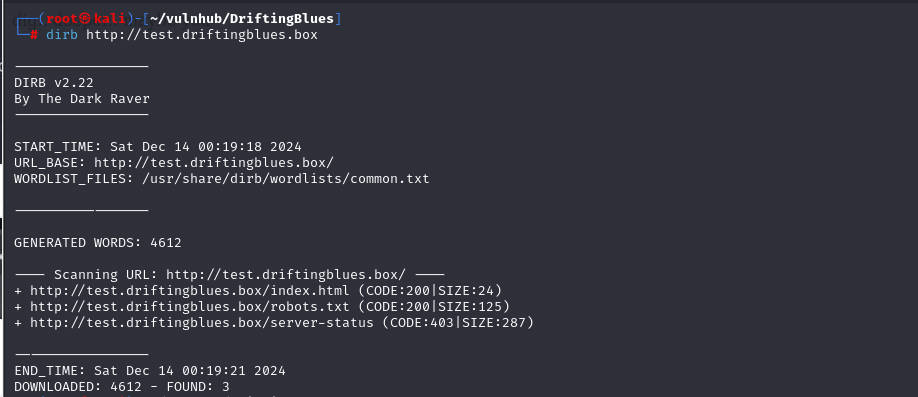 ┌──(root㉿kali)-[~/vulnhub/DriftingBlues]
└─# dirb http://test.driftingblues.box
-----------------
DIRB v2.22
By The Dark Raver
-----------------
START_TIME: Sat Dec 14 00:19:18 2024
URL_BASE: http://test.driftingblues.box/
WORDLIST_FILES: /usr/share/dirb/wordlists/common.txt
-----------------
GENERATED WORDS: 4612
---- Scanning URL: http://test.driftingblues.box/ ----
+ http://test.driftingblues.box/index.html (CODE:200|SIZE:24)
+ http://test.driftingblues.box/robots.txt (CODE:200|SIZE:125)
+ http://test.driftingblues.box/server-status (CODE:403|SIZE:287)
-----------------
END_TIME: Sat Dec 14 00:19:21 2024
DOWNLOADED: 4612 - FOUND: 3